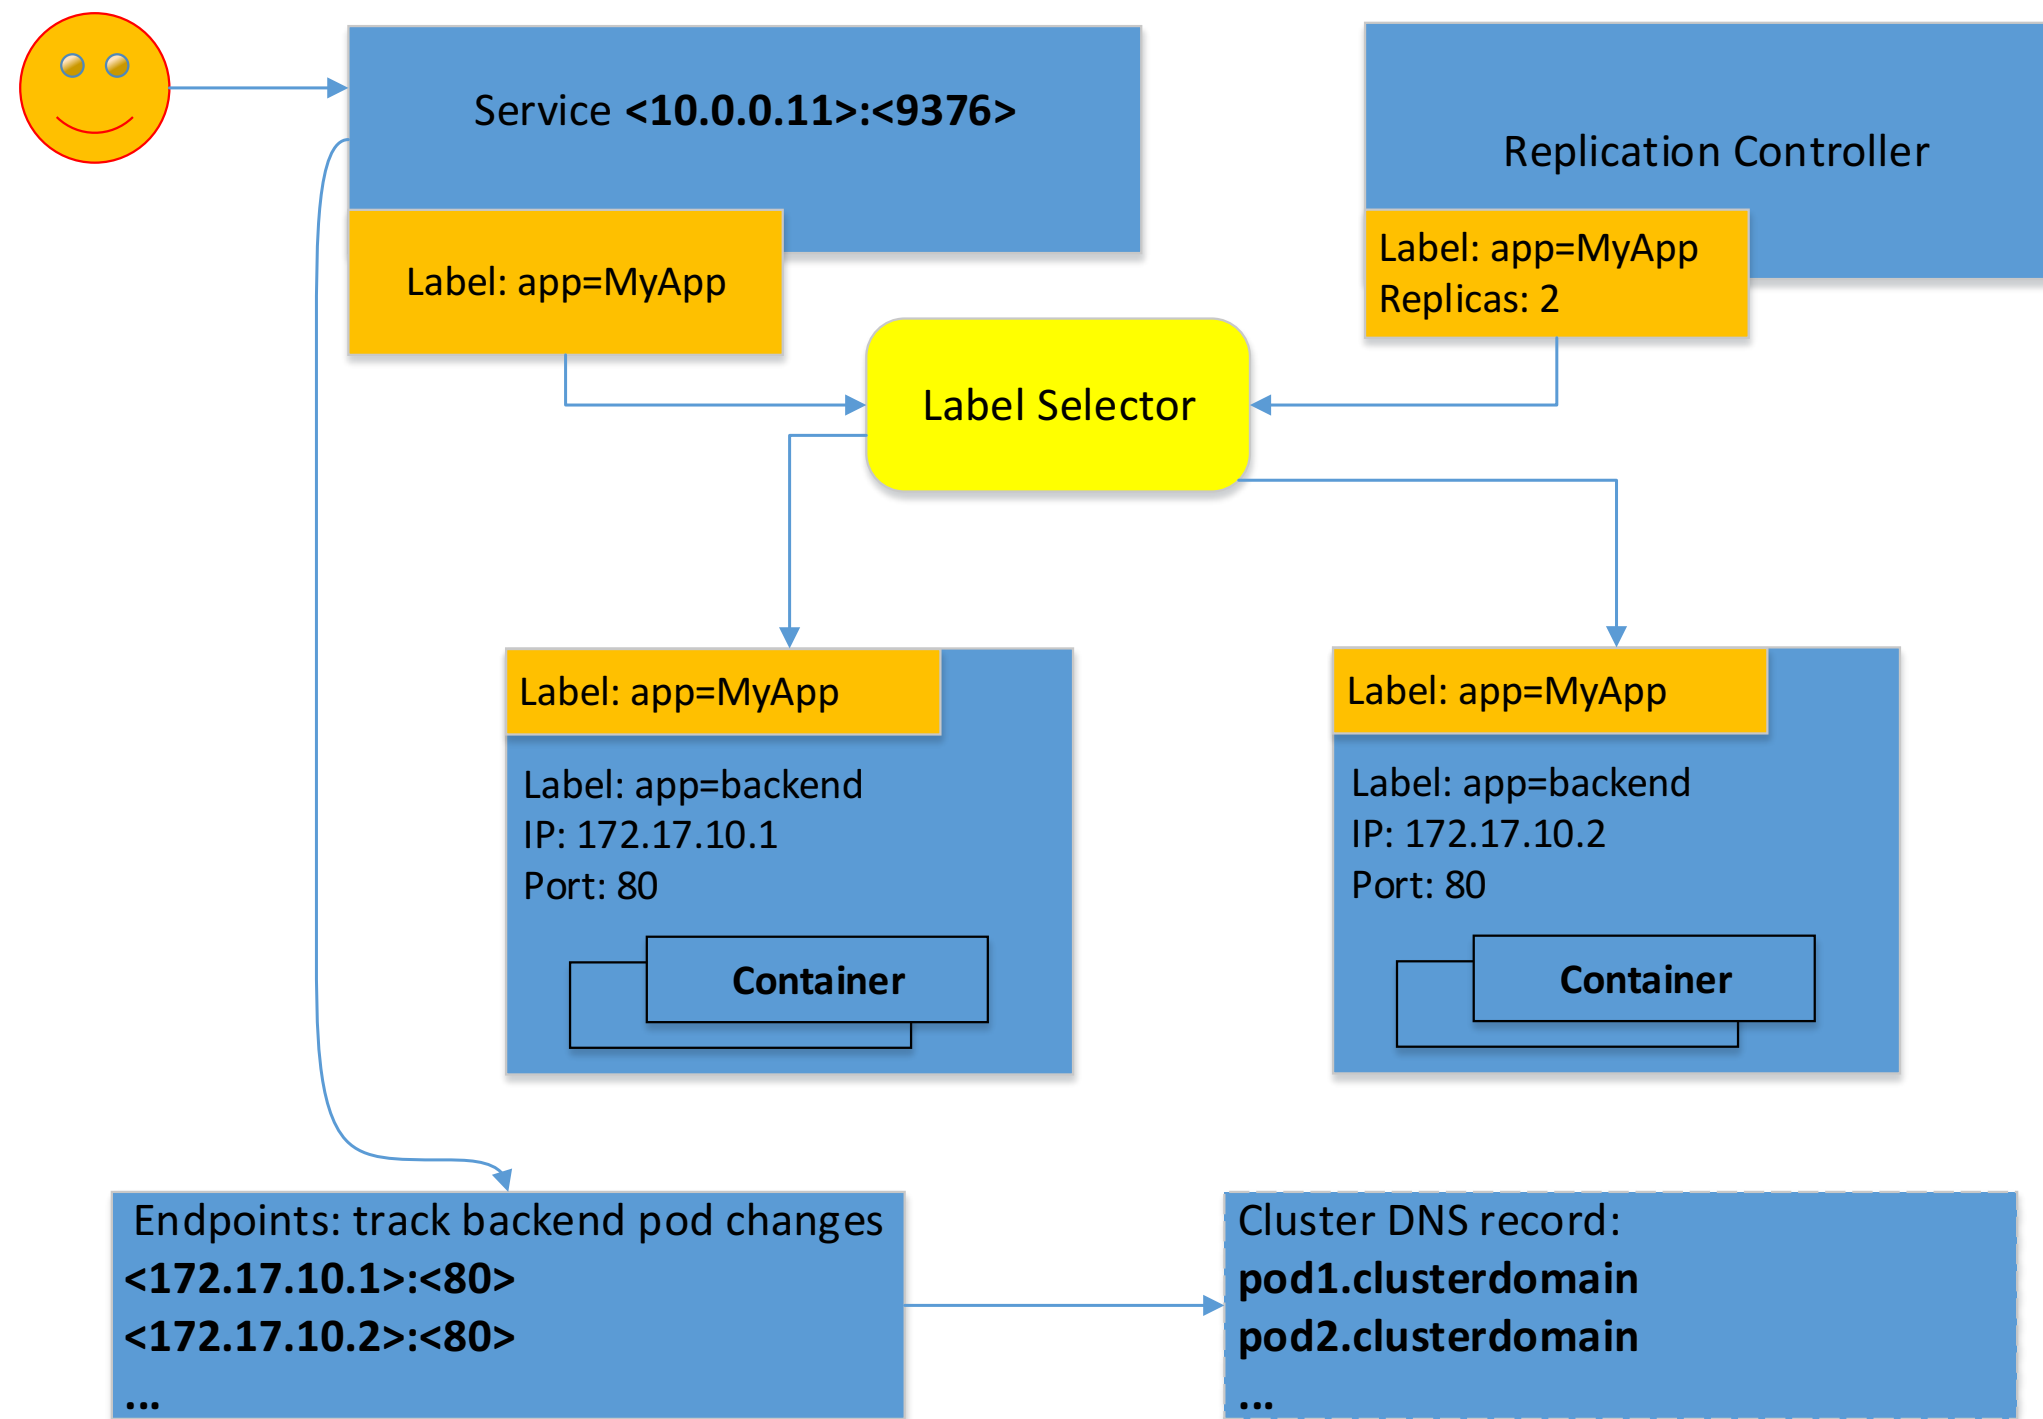 Service <10.0.0.11>:<9376>
Label: app=MyApp
Replication Controller
Label: app=MyApp
Replicas: 2
Label Selector
Label: app=MyApp
Label: app=backend
IP: 172.17.10.1
Port: 80
Container
Label: app=MyApp
Label: app=backend
IP: 172.17.10.2
Port: 80
Container
Endpoints: track backend pod changes
<172.17.10.1>:<80>
<172.17.10.2>:<80>
...
Cluster DNS record:
pod1.clusterdomain
pod2.clusterdomain
...